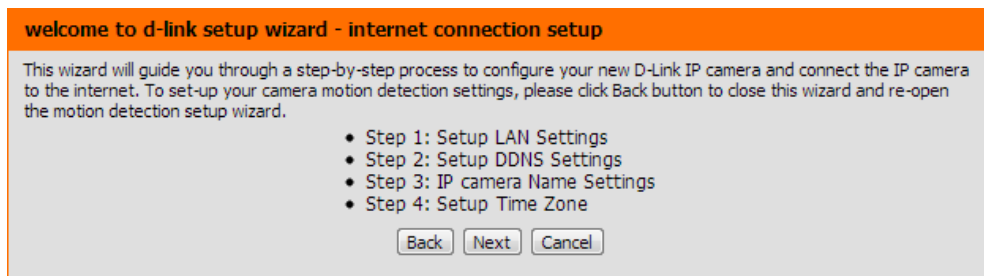 welcome to d-link setup wizard - internet connection setup
This wizard will guide you through a step-by-step process to configure your new D-Link IP camera and connect the IP camera
to the internet. To set-up your camera motion detection settings, please click Back button to close this wizard and re-open
the motion detection setup wizard.
• Step 1: Setup LAN Settings
• Step 2: Setup DDNS Settings
• Step 3: IP camera Name Settings
• Step 4: Setup Time Zone
Back Next Cancel